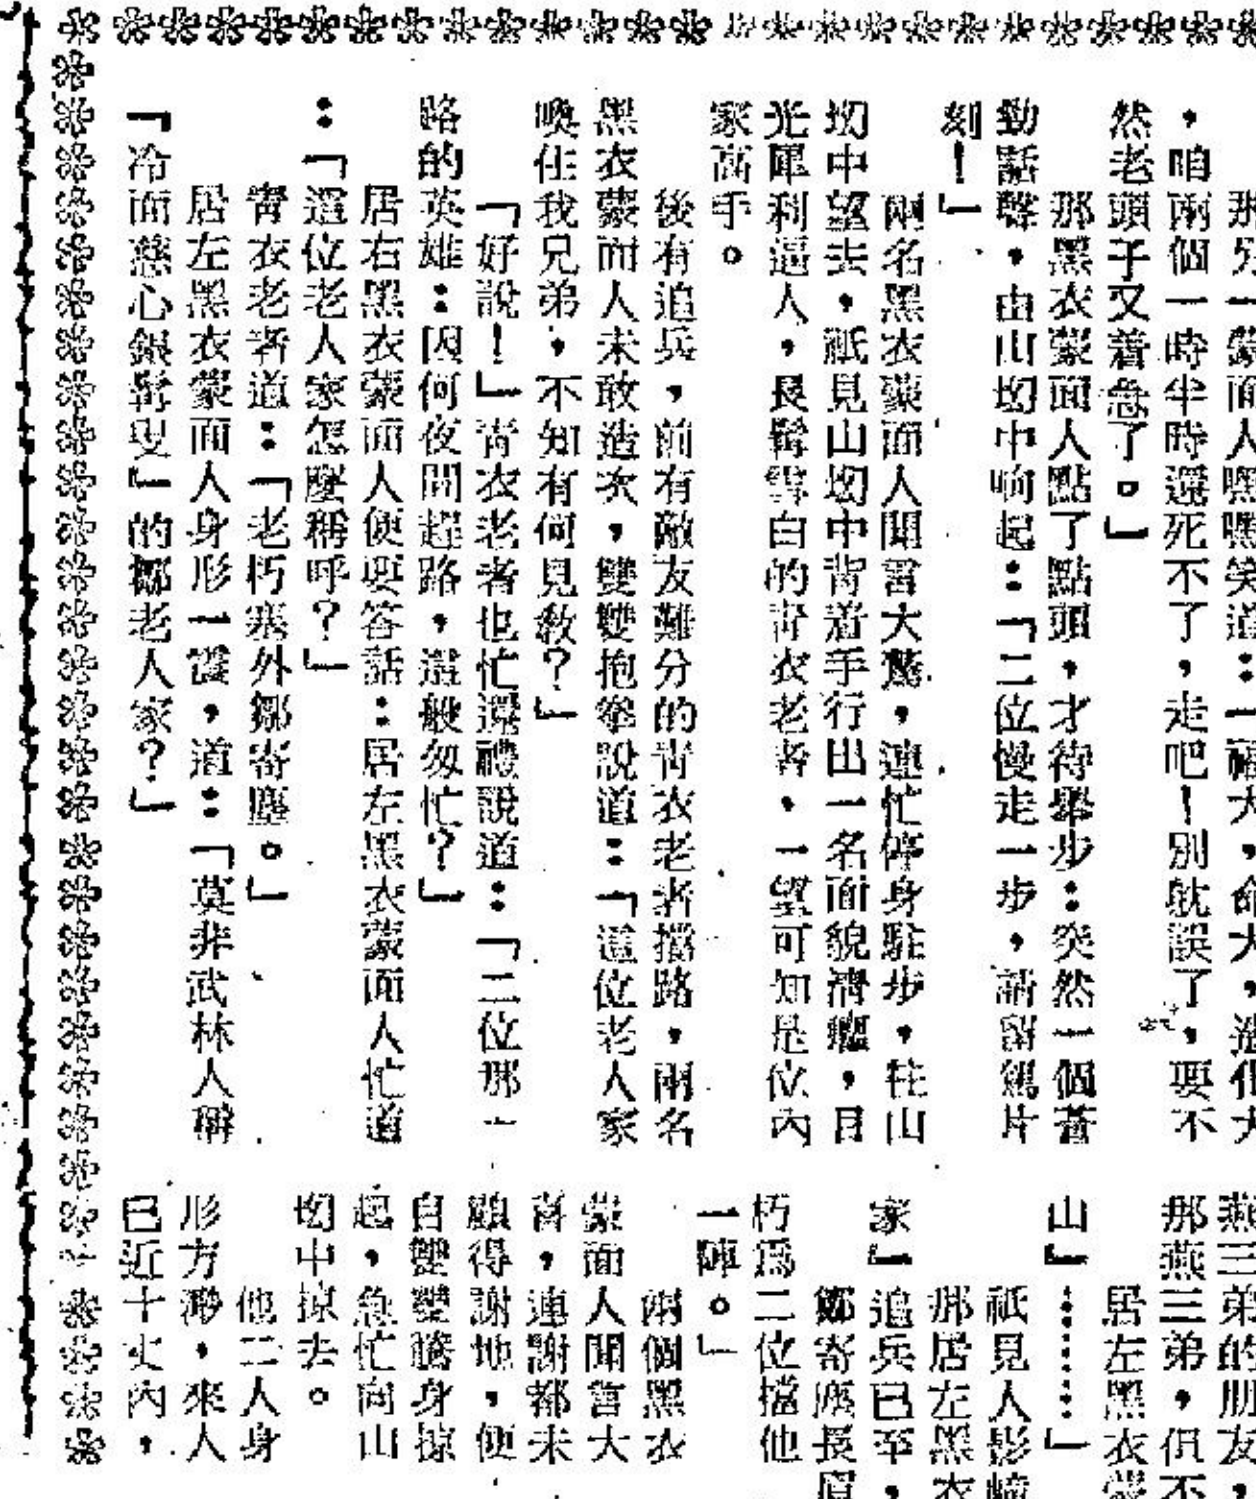 那另一蒙面人嘿嘿笑道：「福大，命大，這個大
，咱兩個一時半時還死不了，走吧！別躭誤了，要不
然老頭子又着急了。」
那黑衣蒙面人點了點頭，才待舉步：突然一個蒼
勁話聲，由山坳中响起：「二位慢走一步，請留駕片
刻！」
兩名黑衣蒙面人聞言大驚，連忙停身駐步，往山
坳中望去，祇見山坳中背着手行出一名面貌清癯，目
光犀利逼人，長髯雪白的青衣老者，一望可知是位內
家高手。
後有追兵，前有敵友難分的青衣老者擋路，兩名
黑衣蒙面人未敢造次，雙雙抱拳說道：「這位老人家
喚住我兄弟，不知有何見敎？」
「好說！」青衣老者也忙還禮說道：「二位那一
路的英雄：因何夜間趕路，這般匆忙？」
居右黑衣蒙面人便要答話：居左黑衣蒙面人忙道
：「這位老人家怎麼稱呼？」
青衣老者道：「老朽塞外鄒寄塵。」
居左黑衣蒙面人身形一震，道：「莫非武林人稱
「冷面慈心銀髯叟」的鄒老人家？」
燕三弟的朋友，
那燕三弟，俱不
居左黑衣蒙
山」………」
祇見人影
那居左黑衣
家」追兵已至，
鄒寄塵長眉
朽爲二位擋他
一陣。」
兩個黑衣
蒙面人聞言大
喜，連謝都未
顧得謝地，便
自雙雙騰身掠
起，急忙向山
坳中掠去。
他二人身
形方渺，來人
已近十丈內，